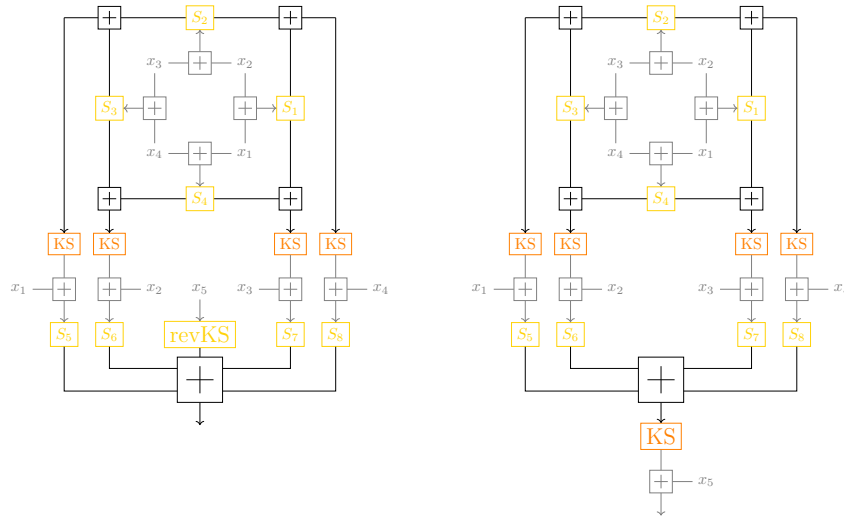 S₂ S₂
x₃ x₂ x₃ x₂
S₃ S₁ S₃ S₁
x₄ x₁ x₄ x₁
S₄ S₄
KS KS KS KS KS KS KS KS
x₁ x₂ x₅ x₃ x₄ x₁ x₂ x₃
S₅ S₆ revKS S₇ S₈ S₅ S₆ S₇ S₈
KS
x₅